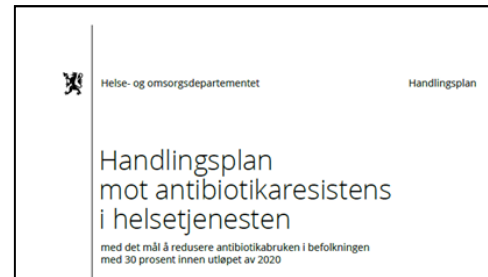 Helse- og omsorgsdepartementet Handlingsplan
Handlingsplan
mot antibiotikaresistens
i helsetjenesten
med det mål å redusere antibiotikabruken i befolkningen
med 30 prosent innen utløpet av 2020